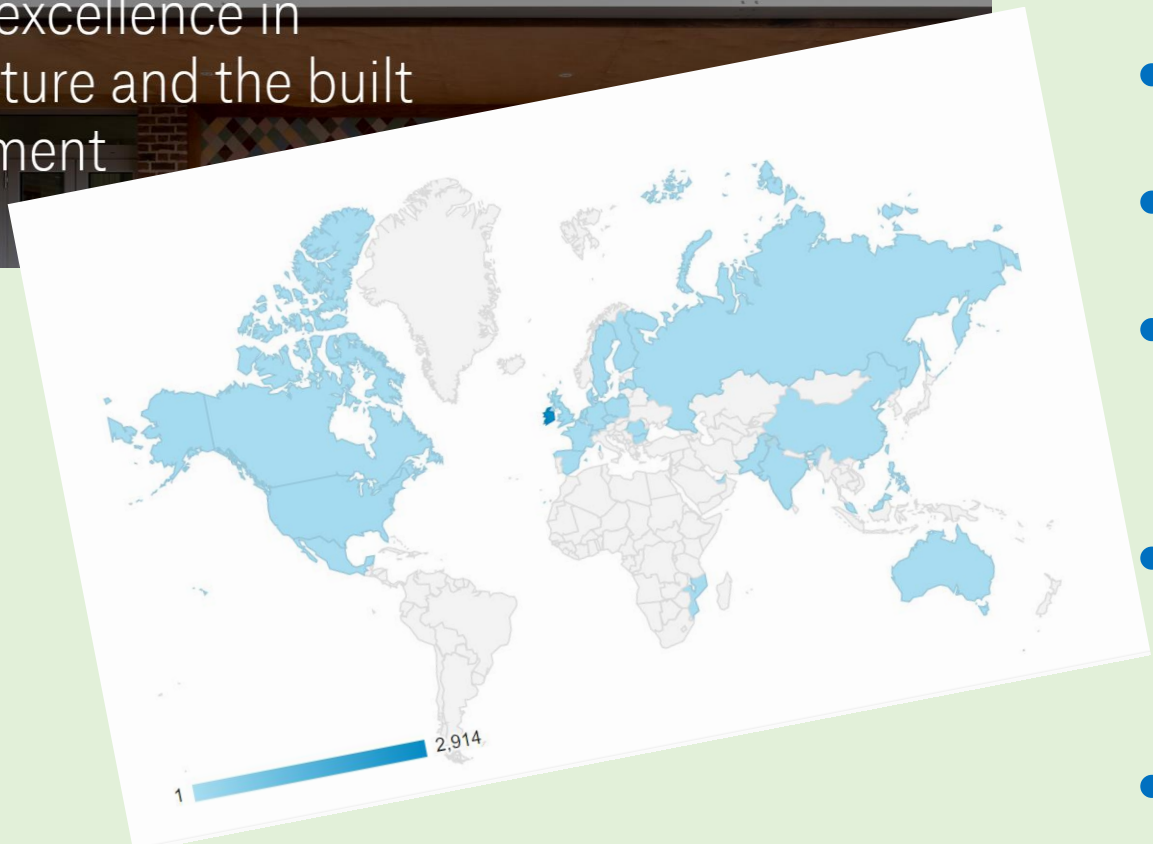 excellence in
ture and the built
ment
2,914
1